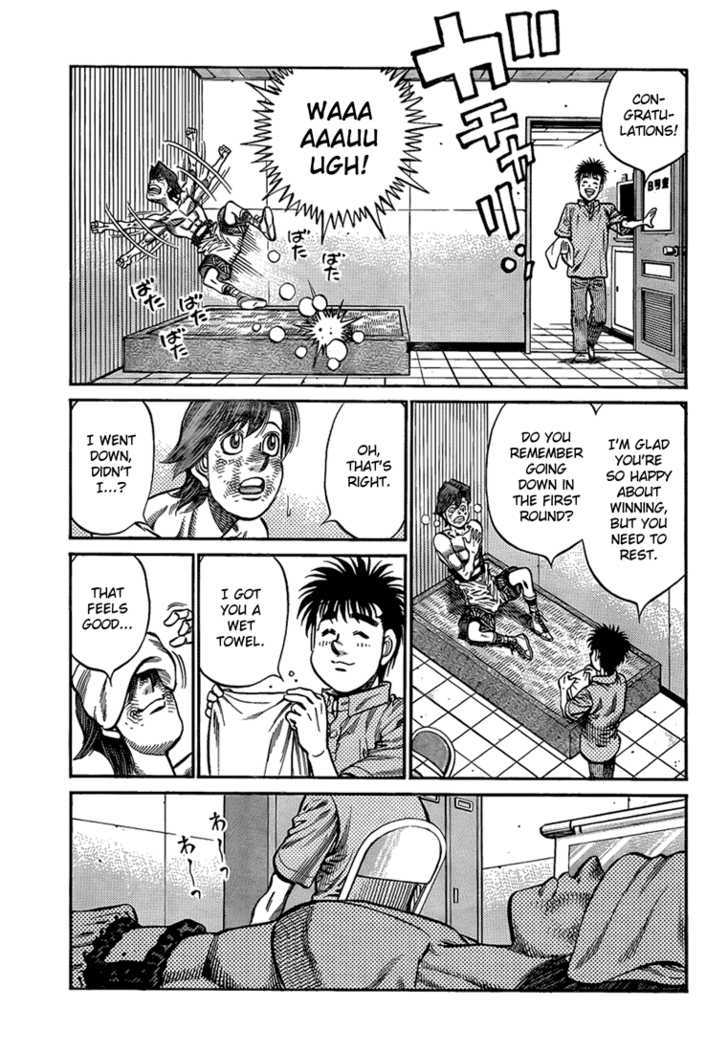 ガチャリ
CON-
GRATU-
LATIONS!
WAAA
AAAUU
UGH!
ばた
ばた
ばた
ばた
ばた
I'M GLAD
YOU'RE
SO HAPPY
ABOUT
WINNING,
BUT YOU
NEED TO
REST.
DO YOU
REMEMBER
GOING
DOWN IN
THE FIRST
ROUND?
OH,
THAT'S
RIGHT.
I WENT
DOWN,
DIDN'T
I...?
I GOT
YOU A
WET
TOWEL.
THAT
FEELS
GOOD...
わーっ
わーっ